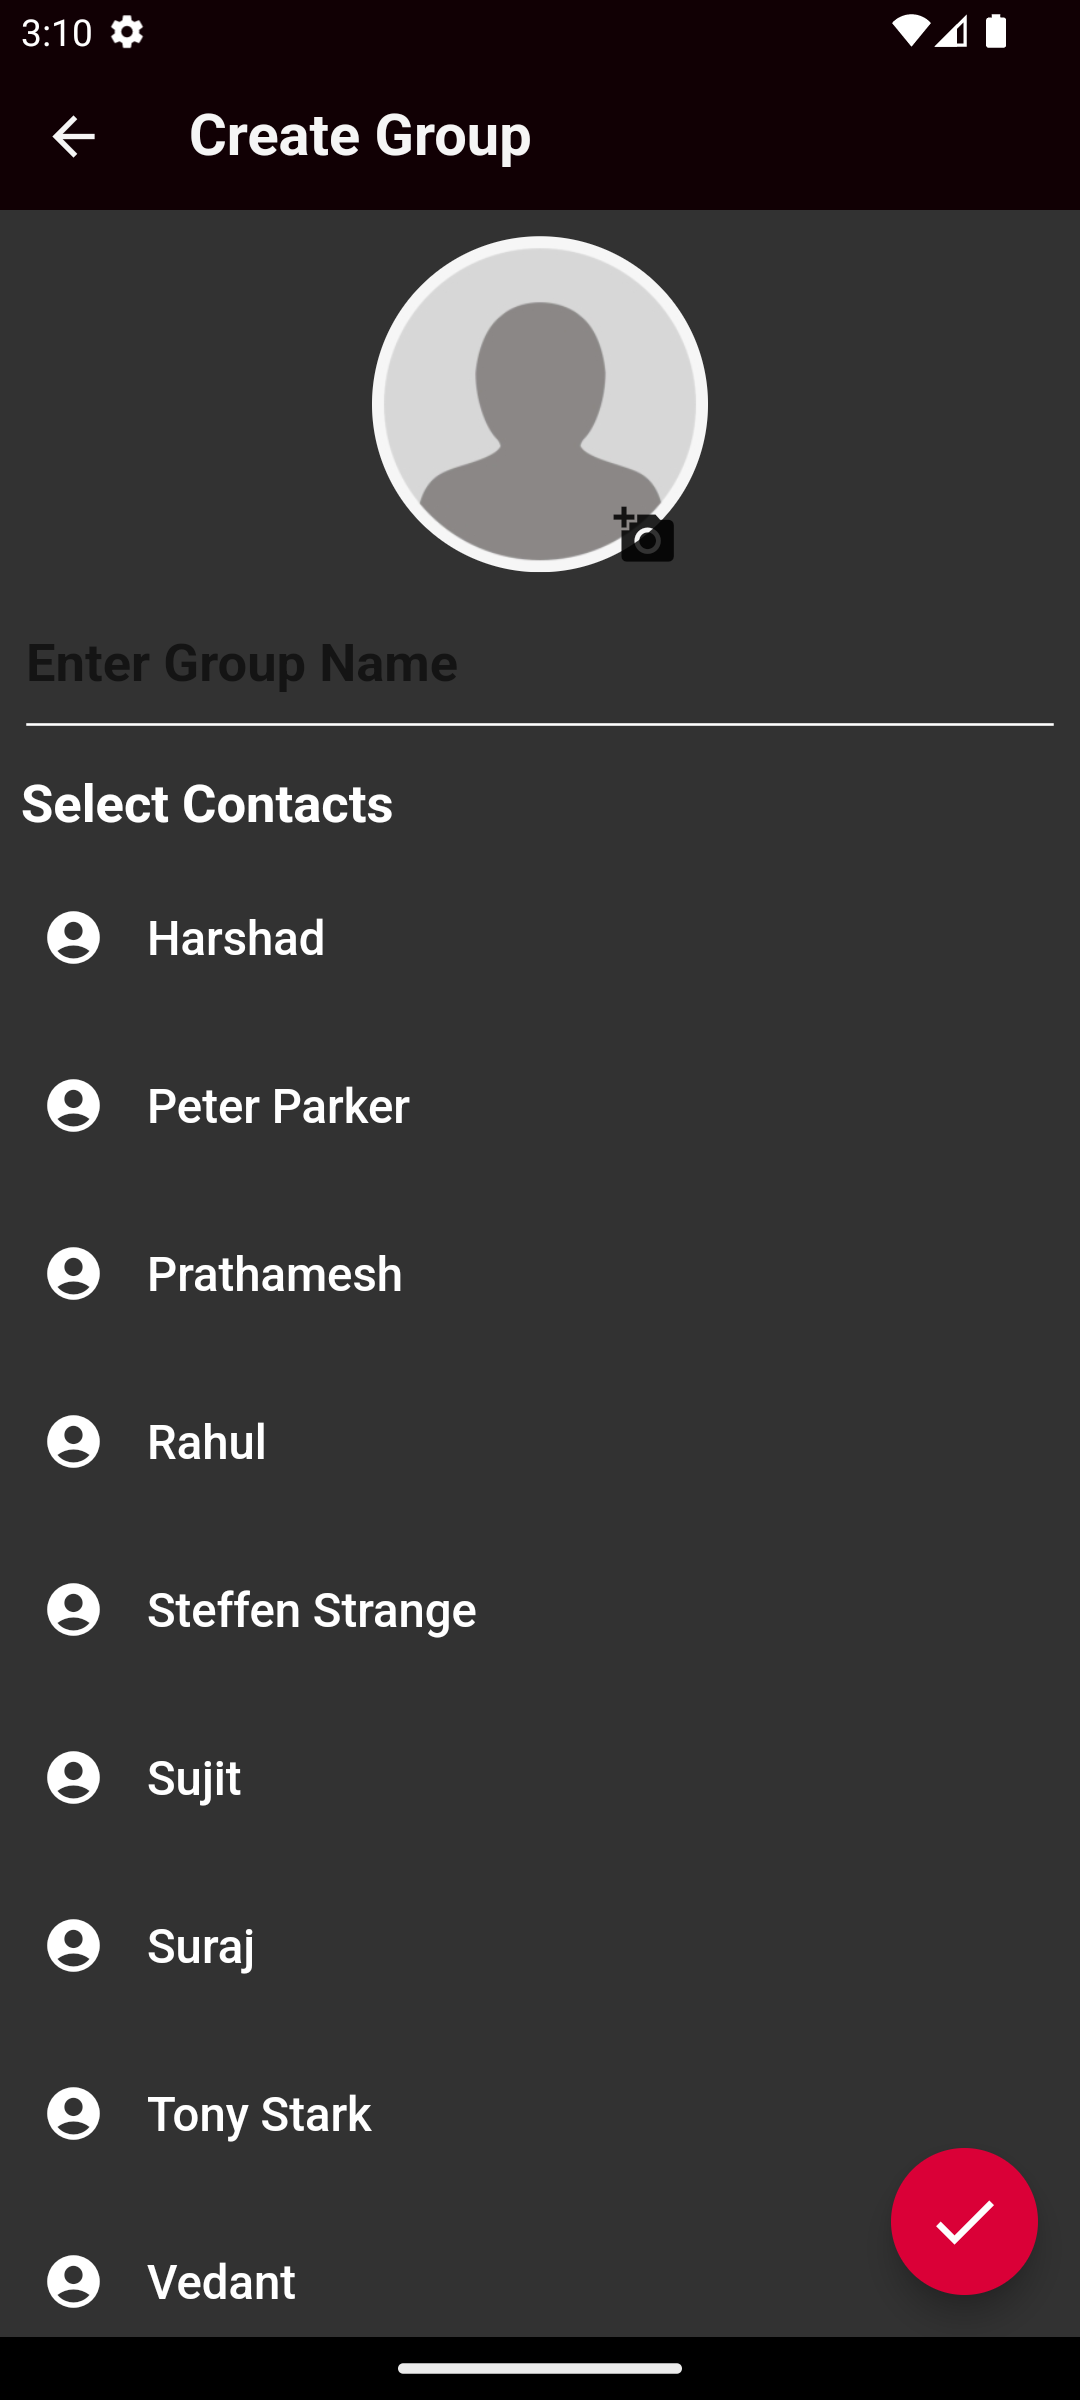 3:10
Create Group
Enter Group Name
Select Contacts
Harshad
Peter Parker
Prathamesh
Rahul
Steffen Strange
Sujit
Suraj
Tony Stark
Vedant